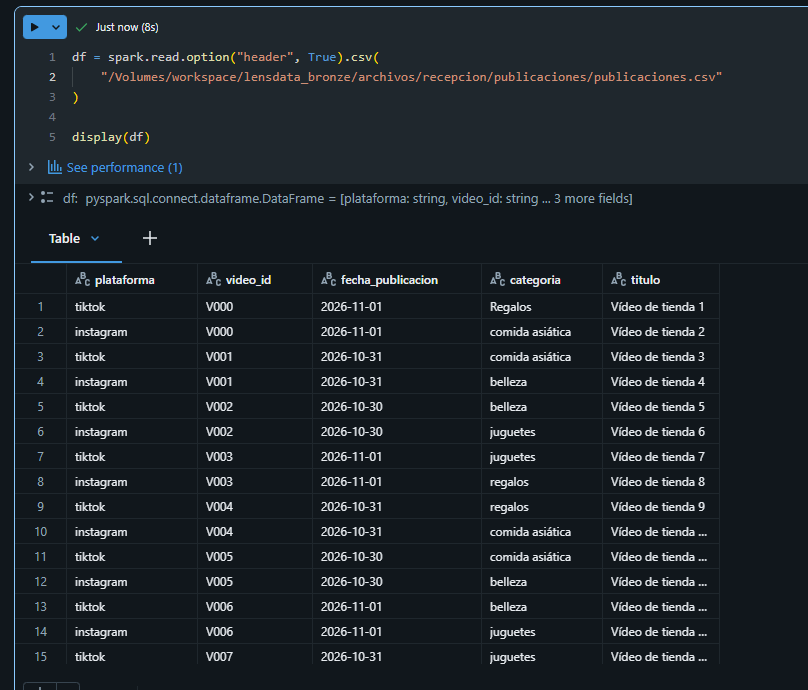 Just now (8s)
1 df = spark.read.option("header", True).csv(
2 "/Volumes/workspace/lensdata_bronze/archivos/recepcion/publicaciones/publicaciones.csv"
3 )
4
5 display(df)
See performance (1)
df: pyspark.sql.connect.dataframe.DataFrame = [plataforma: string, video_id: string ... 3 more fields]
Table +
ABC plataforma ABC video_id ABC fecha_publicacion ABC categoria ABC titulo
1 tiktok V000 2026-11-01 Regalos Vídeo de tienda 1
2 instagram V000 2026-11-01 comida asiática Vídeo de tienda 2
3 tiktok V001 2026-10-31 comida asiática Vídeo de tienda 3
4 instagram V001 2026-10-31 belleza Vídeo de tienda 4
5 tiktok V002 2026-10-30 belleza Vídeo de tienda 5
6 instagram V002 2026-10-30 juguetes Vídeo de tienda 6
7 tiktok V003 2026-11-01 juguetes Vídeo de tienda 7
8 instagram V003 2026-11-01 regalos Vídeo de tienda 8
9 tiktok V004 2026-10-31 regalos Vídeo de tienda 9
10 instagram V004 2026-10-31 comida asiática Vídeo de tienda ...
11 tiktok V005 2026-10-30 comida asiática Vídeo de tienda ...
12 instagram V005 2026-10-30 belleza Vídeo de tienda ...
13 tiktok V006 2026-11-01 belleza Vídeo de tienda ...
14 instagram V006 2026-11-01 juguetes Vídeo de tienda ...
15 tiktok V007 2026-10-31 juguetes Vídeo de tienda ...